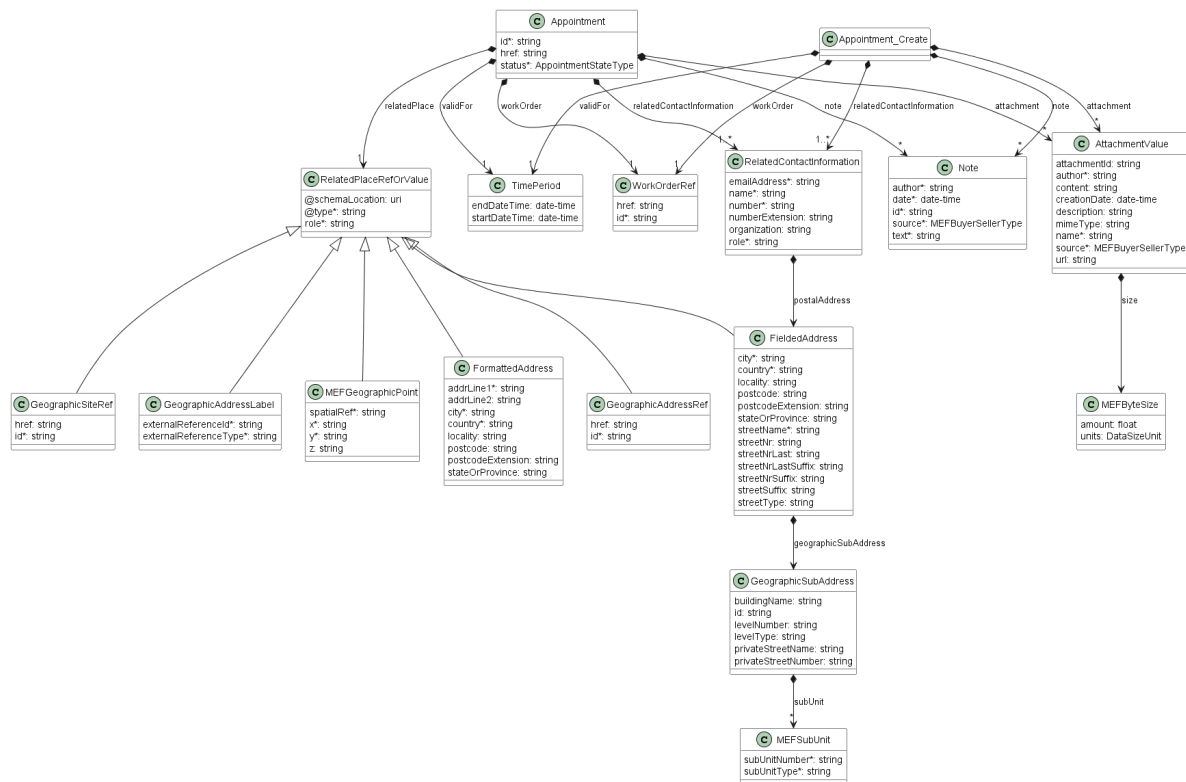 C Appointment
id*: string
href: string
status*: AppointmentStateType
C Appointment_Create
relatedPlace
validFor
workOrder
relatedContactInformation
validFor
note
workOrder
relatedContactInformation
attachment
note
attachment
1
1
1
1
1
1..*
1..*
*
*
*
*
C RelatedPlaceRefOrValue
@schemaLocation: uri
@type*: string
role*: string
C TimePeriod
endDateTime: date-time
startDateTime: date-time
C WorkOrderRef
href: string
id*: string
C RelatedContactInformation
emailAddress*: string
name*: string
number*: string
numberExtension: string
organization: string
role*: string
C Note
author*: string
date*: date-time
id*: string
source*: MEFBuyerSellerType
text*: string
C AttachmentValue
attachmentId: string
author*: string
content: string
creationDate: date-time
description: string
mimeType: string
name*: string
source*: MEFBuyerSellerType
url: string
postalAddress
size
C GeographicSiteRef
href: string
id*: string
C GeographicAddressLabel
externalReferenceId*: string
externalReferenceType*: string
C MEFGeographicPoint
spatialRef*: string
x*: string
y*: string
z: string
C FormattedAddress
addrLine1*: string
addrLine2: string
city*: string
country*: string
locality: string
postcode: string
postcodeExtension: string
stateOrProvince: string
C GeographicAddressRef
href: string
id*: string
C FieldedAddress
city*: string
country*: string
locality: string
postcode: string
postcodeExtension: string
stateOrProvince: string
streetName*: string
streetNr: string
streetNrLast: string
streetNrLastSuffix: string
streetNrSuffix: string
streetSuffix: string
streetType: string
C MEFByteSize
amount: float
units: DataSizeUnit
geographicSubAddress
C GeographicSubAddress
buildingName: string
id: string
levelNumber: string
levelType: string
privateStreetName: string
privateStreetNumber: string
subUnit
*
C MEFSubUnit
subUnitNumber*: string
subUnitType*: string